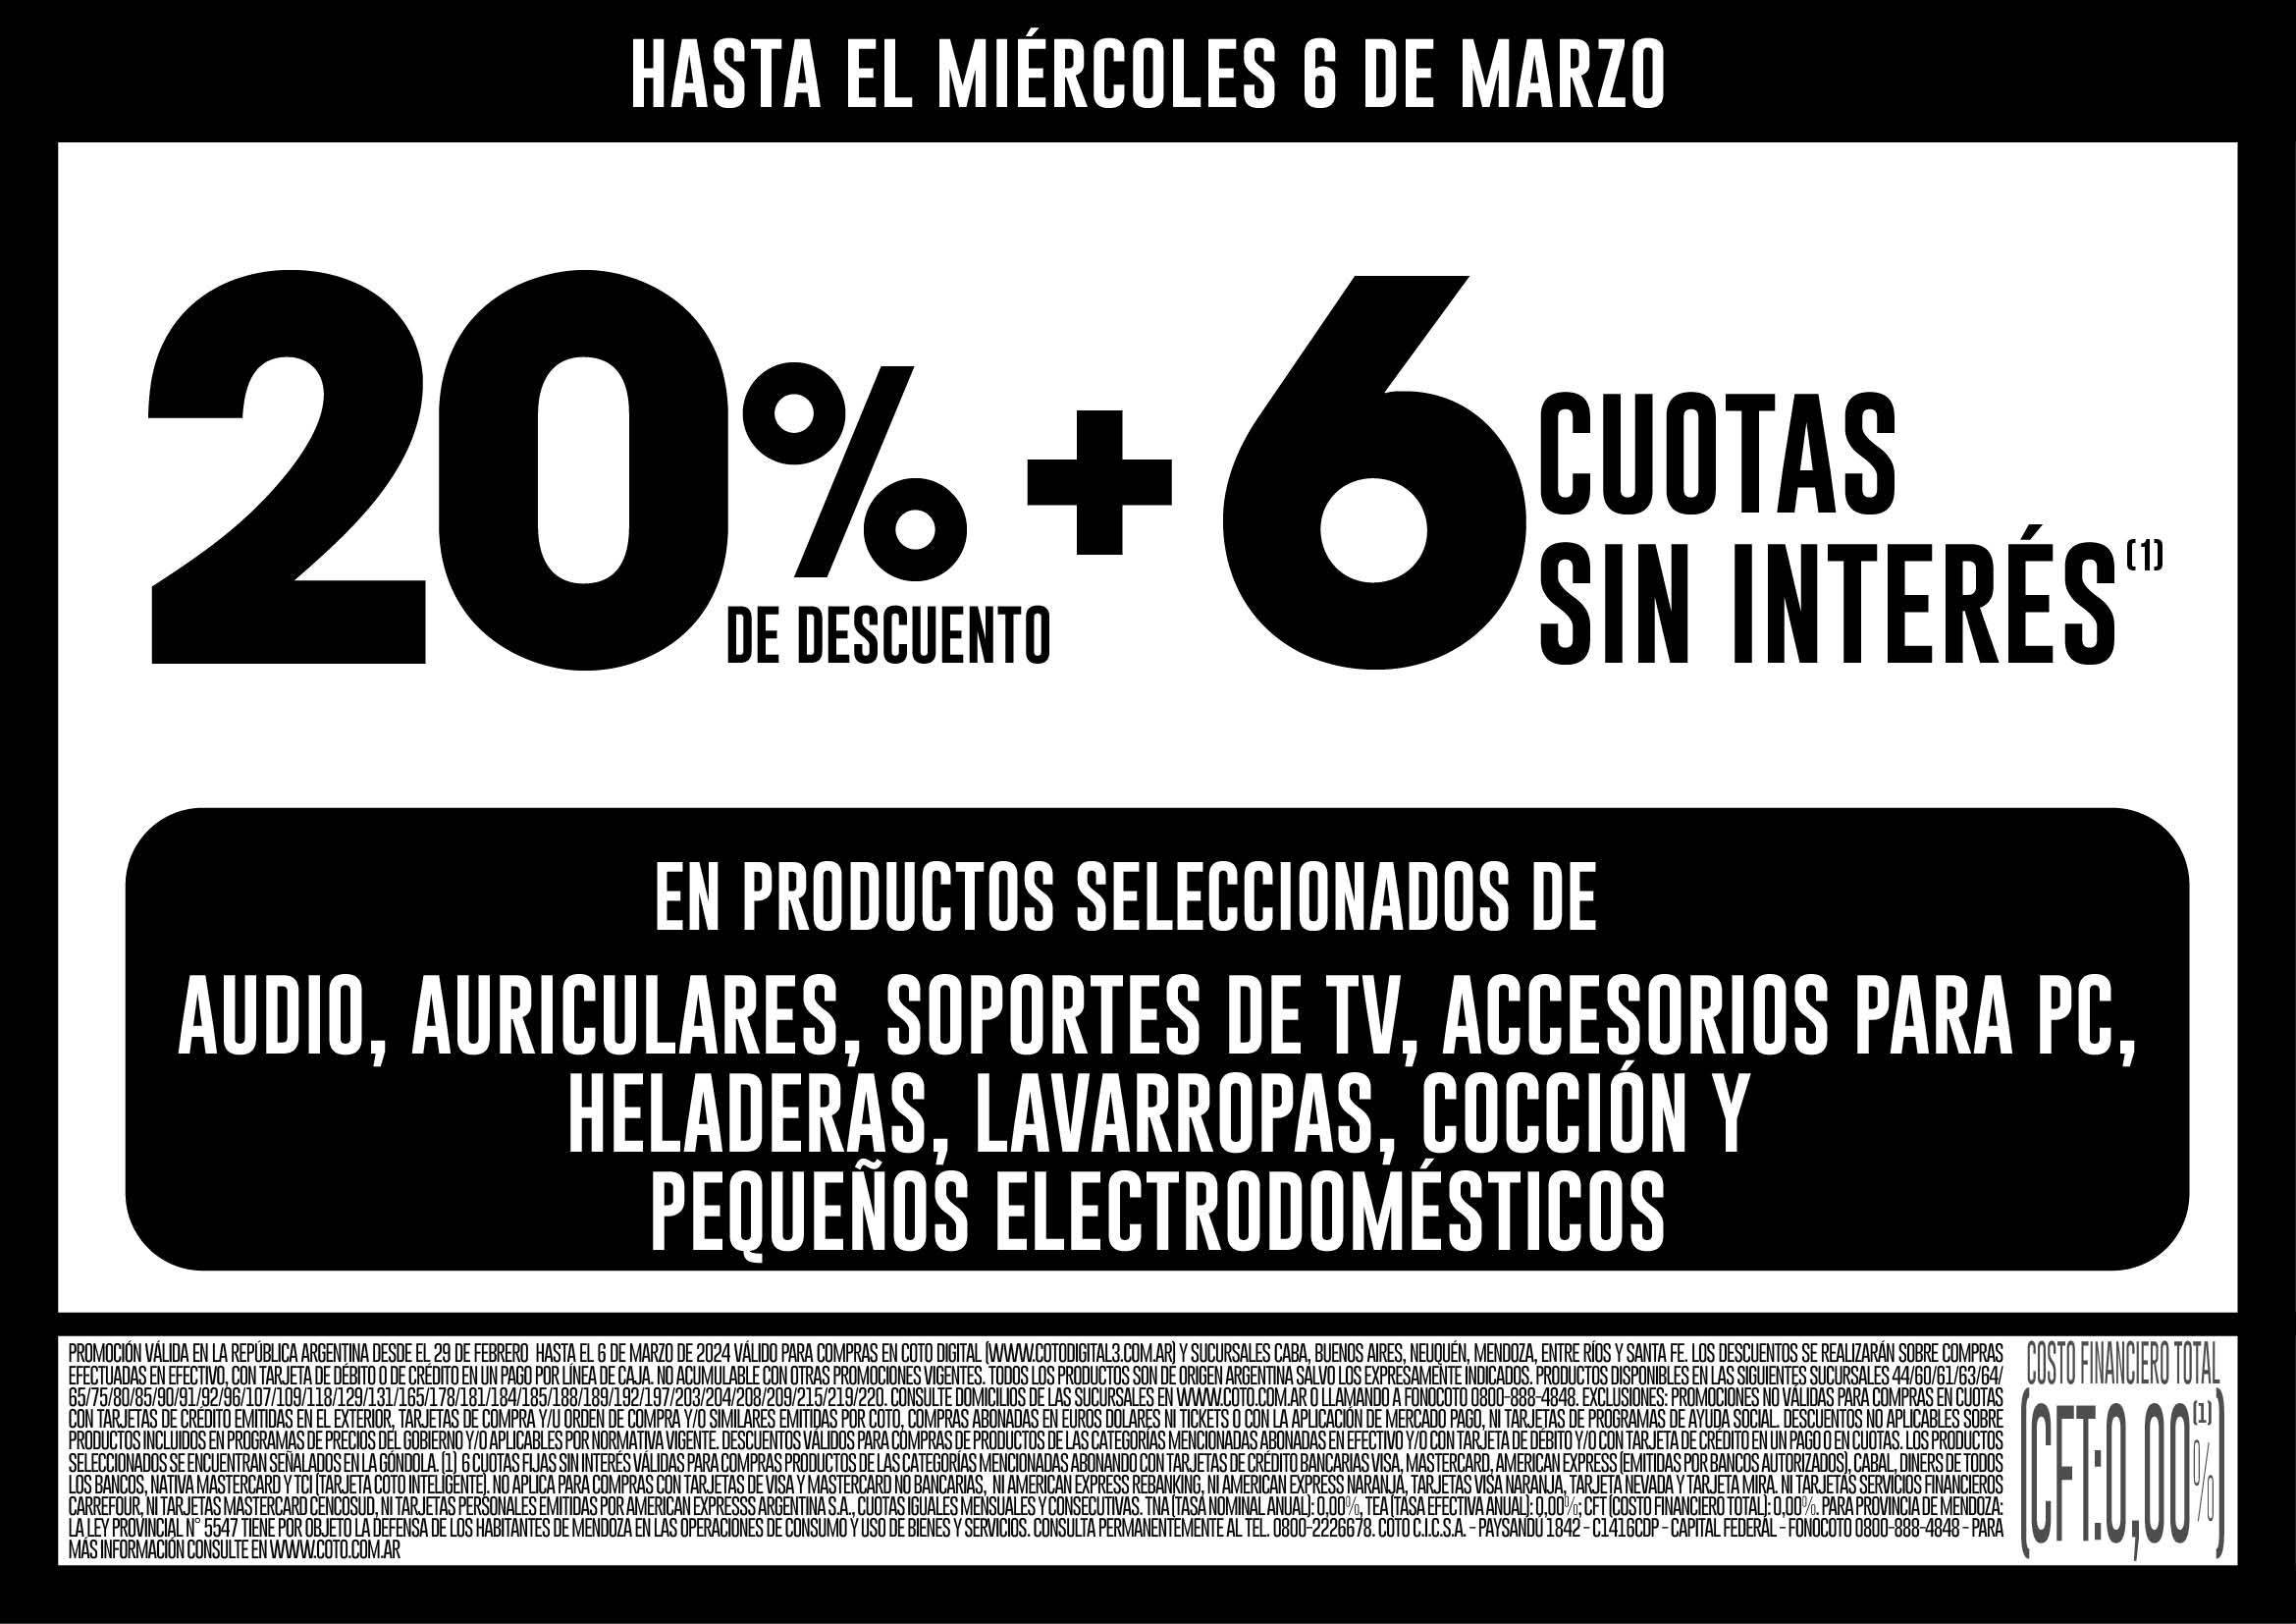 HASTA EL MIÉRCOLES 6 DE MARZO
20% DE DESCUENTO + 6 CUOTAS SIN INTERÉS (1)
EN PRODUCTOS SELECCIONADOS DE
AUDIO, AURICULARES, SOPORTES DE TV, ACCESORIOS PARA PC,
HELADERAS, LAVARROPAS, COCCIÓN Y
PEQUEÑOS ELECTRODOMÉSTICOS
PROMOCIÓN VÁLIDA EN LA REPÚBLICA ARGENTINA DESDE EL 29 DE FEBRERO HASTA EL 6 DE MARZO DE 2024 VÁLIDO PARA COMPRAS EN COTO DIGITAL (WWW.COTODIGITAL3.COM.AR) Y SUCURSALES CABA, BUENOS AIRES, NEUQUÉN, MENDOZA, ENTRE RÍOS Y SANTA FE. LOS DESCUENTOS SE REALIZARÁN SOBRE COMPRAS
EFECTUADAS EN EFECTIVO, CON TARJETA DE DÉBITO O DE CRÉDITO EN UN PAGO POR LÍNEA DE CAJA. NO ACUMULABLE CON OTRAS PROMOCIONES VIGENTES. TODOS LOS PRODUCTOS SON DE ORIGEN ARGENTINA SALVO LOS EXPRESAMENTE INDICADOS. PRODUCTOS DISPONIBLES EN LAS SIGUIENTES SUCURSALES 44/60/61/63/64/
65/75/80/85/90/91/92/96/107/109/118/129/131/165/178/181/184/185/188/189/192/197/203/204/208/209/215/219/220. CONSULTE DOMICILIOS DE LAS SUCURSALES EN WWW.COTO.COM.AR O LLAMANDO A FONOCOTO 0800-888-4848. EXCLUSIONES: PROMOCIONES NO VÁLIDAS PARA COMPRAS EN CUOTAS
CON TARJETAS DE CRÉDITO EMITIDAS EN EL EXTERIOR, TARJETAS DE COMPRA Y/U ORDEN DE COMPRA Y/O SIMILARES EMITIDAS POR COTO, COMPRAS ABONADAS EN EUROS DOLARES NI TICKETS O CON LA APLICACIÓN DE MERCADO PAGO, NI TARJETAS DE PROGRAMAS DE AYUDA SOCIAL. DESCUENTOS NO APLICABLES SOBRE
PRODUCTOS INCLUIDOS EN PROGRAMAS DE PRECIOS DEL GOBIERNO Y/O APLICABLES POR NORMATIVA VIGENTE. DESCUENTOS VÁLIDOS PARA COMPRAS DE PRODUCTOS DE LAS CATEGORÍAS MENCIONADAS ABONADAS EN EFECTIVO Y/O CON TARJETA DE DÉBITO Y/O CON TARJETA DE CRÉDITO EN UN PAGO O EN CUOTAS. LOS PRODUCTOS
SELECCIONADOS SE ENCUENTRAN SEÑALADOS EN LA GÓNDOLA. (1) 6 CUOTAS FIJAS SIN INTERÉS VÁLIDAS PARA COMPRAS PRODUCTOS DE LAS CATEGORÍAS MENCIONADAS ABONANDO CON TARJETAS DE CRÉDITO BANCARIAS VISA, MASTERCARD, AMERICAN EXPRESS (EMITIDAS POR BANCOS AUTORIZADOS), CABAL, DINERS DE TODOS
LOS BANCOS, NATIVA MASTERCARD Y TCI (TARJETA COTO INTELIGENTE). NO APLICA PARA COMPRAS CON TARJETAS DE VISA Y MASTERCARD NO BANCARIAS, NI AMERICAN EXPRESS REBANKING, NI AMERICAN EXPRESS NARANJA, TARJETAS VISA NARANJA, TARJETA NEVADA Y TARJETA MIRA. NI TARJETAS SERVICIOS FINANCIEROS
CARREFOUR, NI TARJETAS MASTERCARD CENCOSUD, NI TARJETAS PERSONALES EMITIDAS POR AMERICAN EXPRESSS ARGENTINA S.A., CUOTAS IGUALES MENSUALES Y CONSECUTIVAS. TNA (TASA NOMINAL ANUAL): 0,00%, TEA (TASA EFECTIVA ANUAL): 0,00%; CFT (COSTO FINANCIERO TOTAL): 0,00%. PARA PROVINCIA DE MENDOZA:
LA LEY PROVINCIAL N° 5547 TIENE POR OBJETO LA DEFENSA DE LOS HABITANTES DE MENDOZA EN LAS OPERACIONES DE CONSUMO Y USO DE BIENES Y SERVICIOS. CONSULTA PERMANENTEMENTE AL TEL. 0800-2226678. COTO C.I.C.S.A. - PAYSANDÚ 1842 - C1416CDP - CAPITAL FEDERAL - FONOCOTO 0800-888-4848 - PARA
MÁS INFORMACIÓN CONSULTE EN WWW.COTO.COM.AR
COSTO FINANCIERO TOTAL
(CFT:0,00%(1))